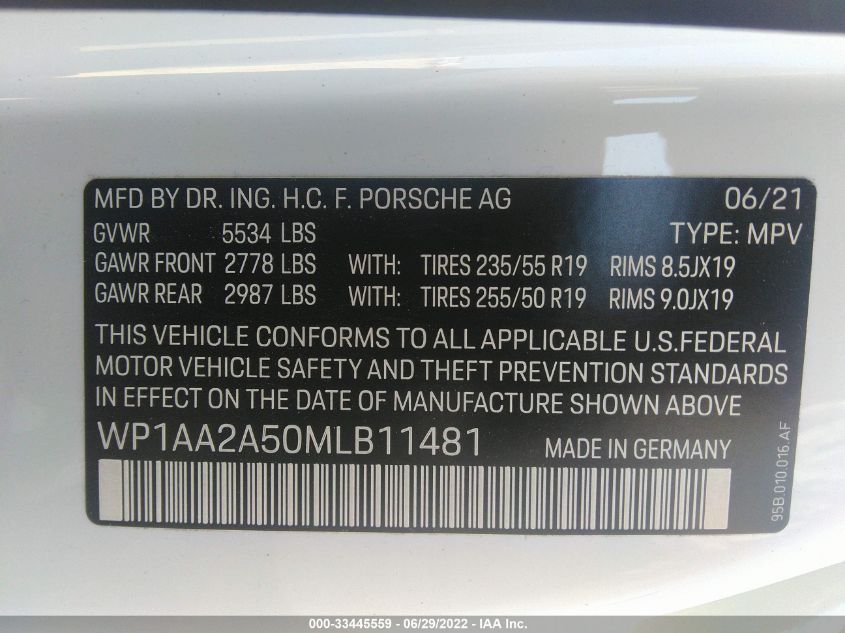 MFD BY DR. ING. H.C. F. PORSCHE AG 06/21
GVWR 5534 LBS TYPE: MPV
GAWR FRONT 2778 LBS WITH: TIRES 235/55 R19 RIMS 8.5JX19
GAWR REAR 2987 LBS WITH: TIRES 255/50 R19 RIMS 9.0JX19
THIS VEHICLE CONFORMS TO ALL APPLICABLE U.S.FEDERAL
MOTOR VEHICLE SAFETY AND THEFT PREVENTION STANDARDS
IN EFFECT ON THE DATE OF MANUFACTURE SHOWN ABOVE
WP1AA2A50MLB11481 MADE IN GERMANY
95B.010.016.AF
000-33445559 - 06/29/2022 - IAA Inc.